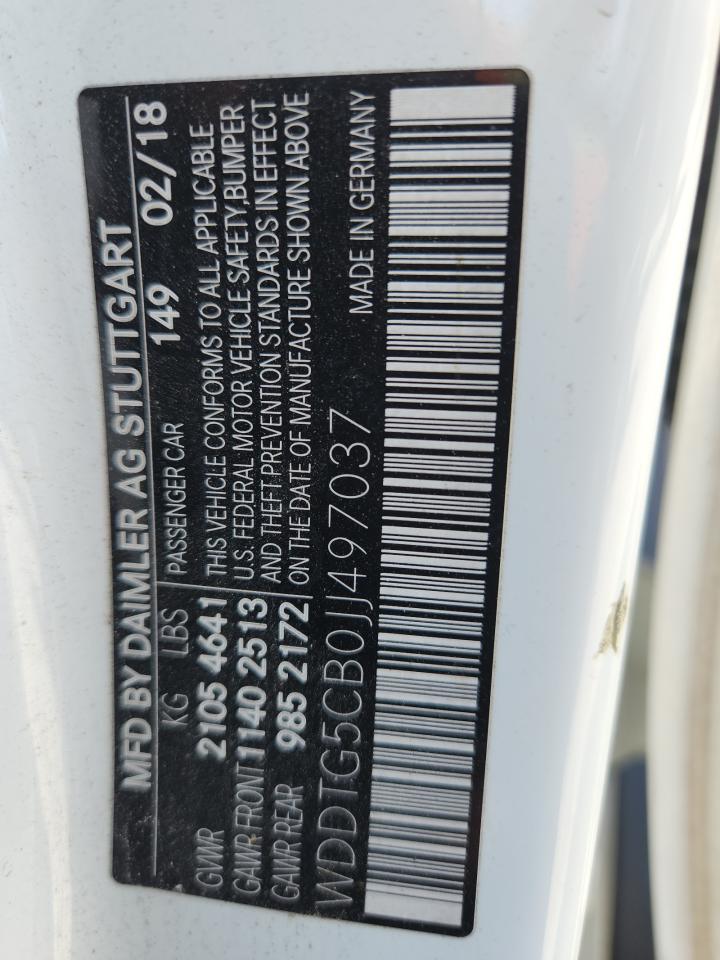 MFD BY DAIMLER AG STUTTGART
KG LBS PASSENGER CAR 149 02/18
GVWR 2105 4641 THIS VEHICLE CONFORMS TO ALL APPLICABLE
GAWR FRONT 1140 2513 U.S. FEDERAL MOTOR VEHICLE SAFETY,BUMPER
GAWR REAR 985 2172 AND THEFT PREVENTION STANDARDS IN EFFECT
ON THE DATE OF MANUFACTURE SHOWN ABOVE
WDDTG5CB0JJ497037 MADE IN GERMANY